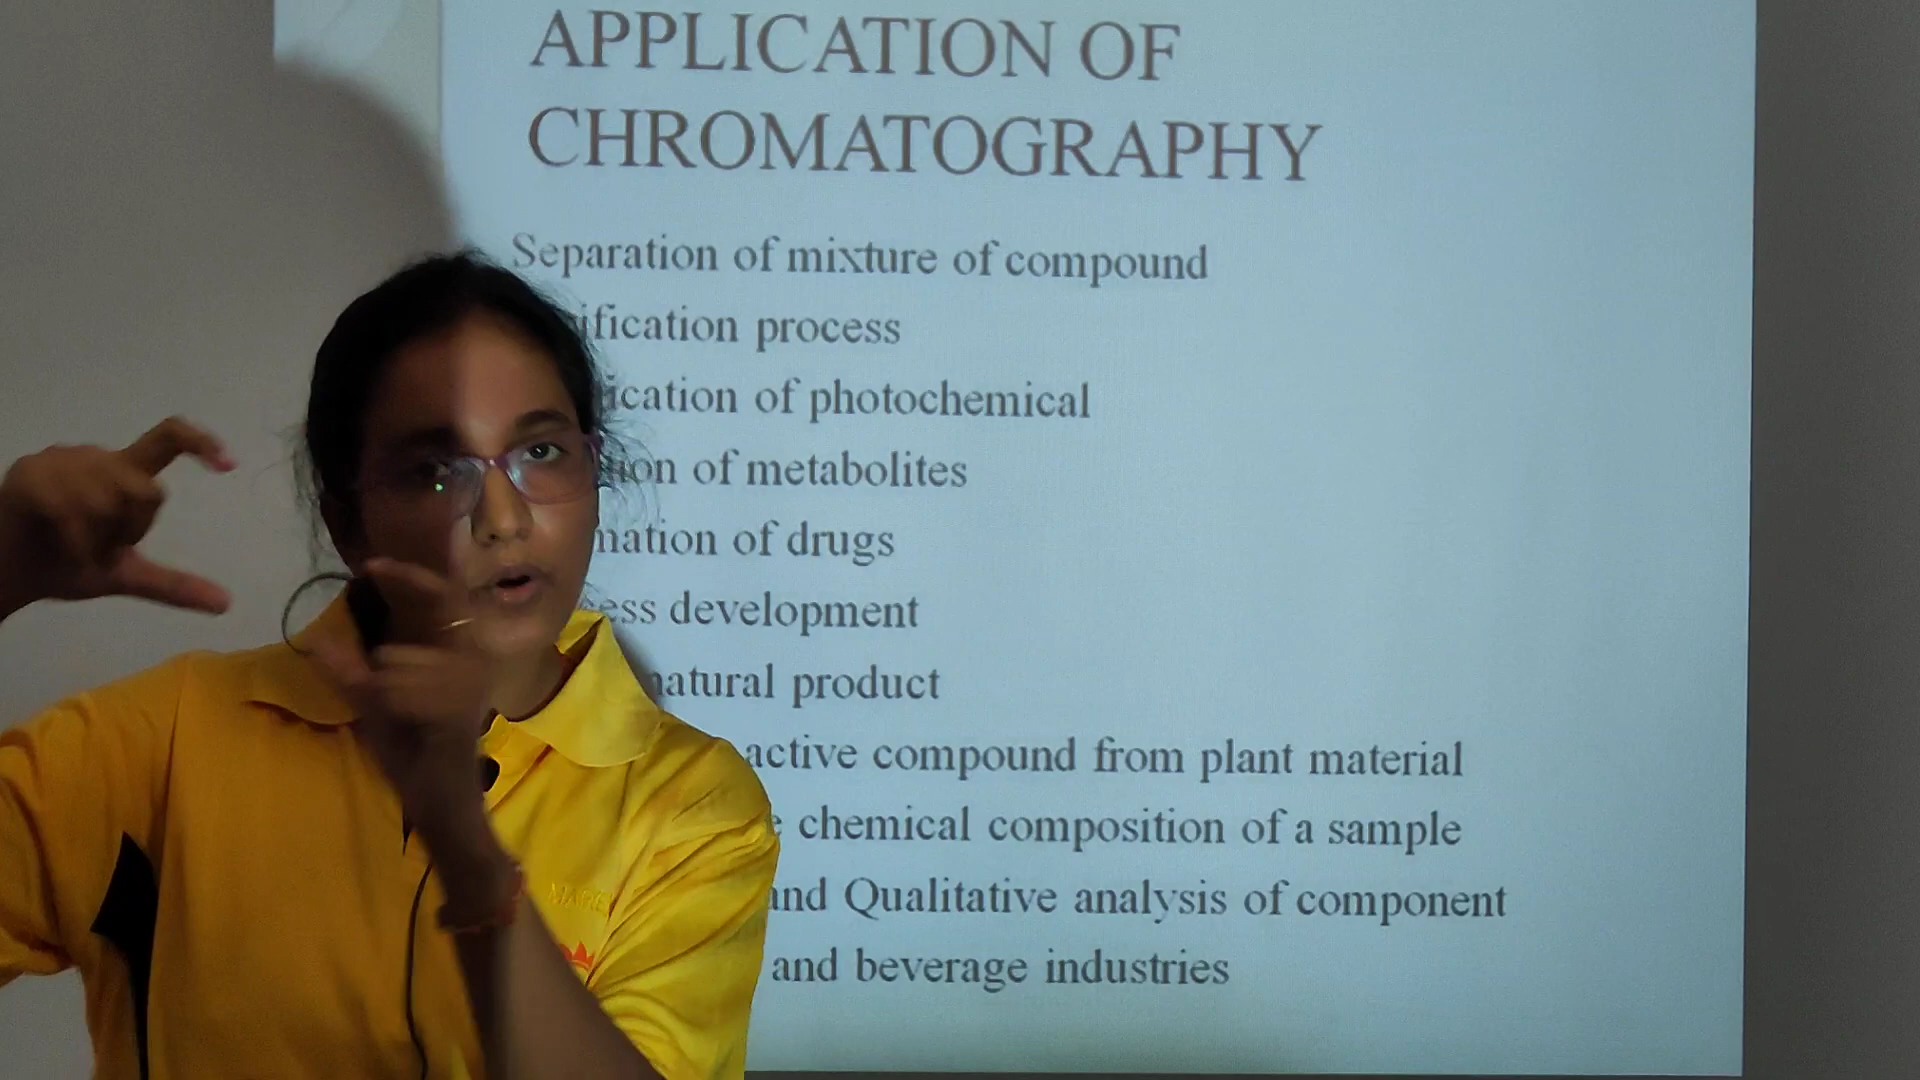 APPLICATION OF
CHROMATOGRAPHY
Separation of mixture of compound
ification process
ication of photochemical
ion of metabolites
mation of drugs
ess development
natural product
active compound from plant material
chemical composition of a sample
and Qualitative analysis of component
and beverage industries